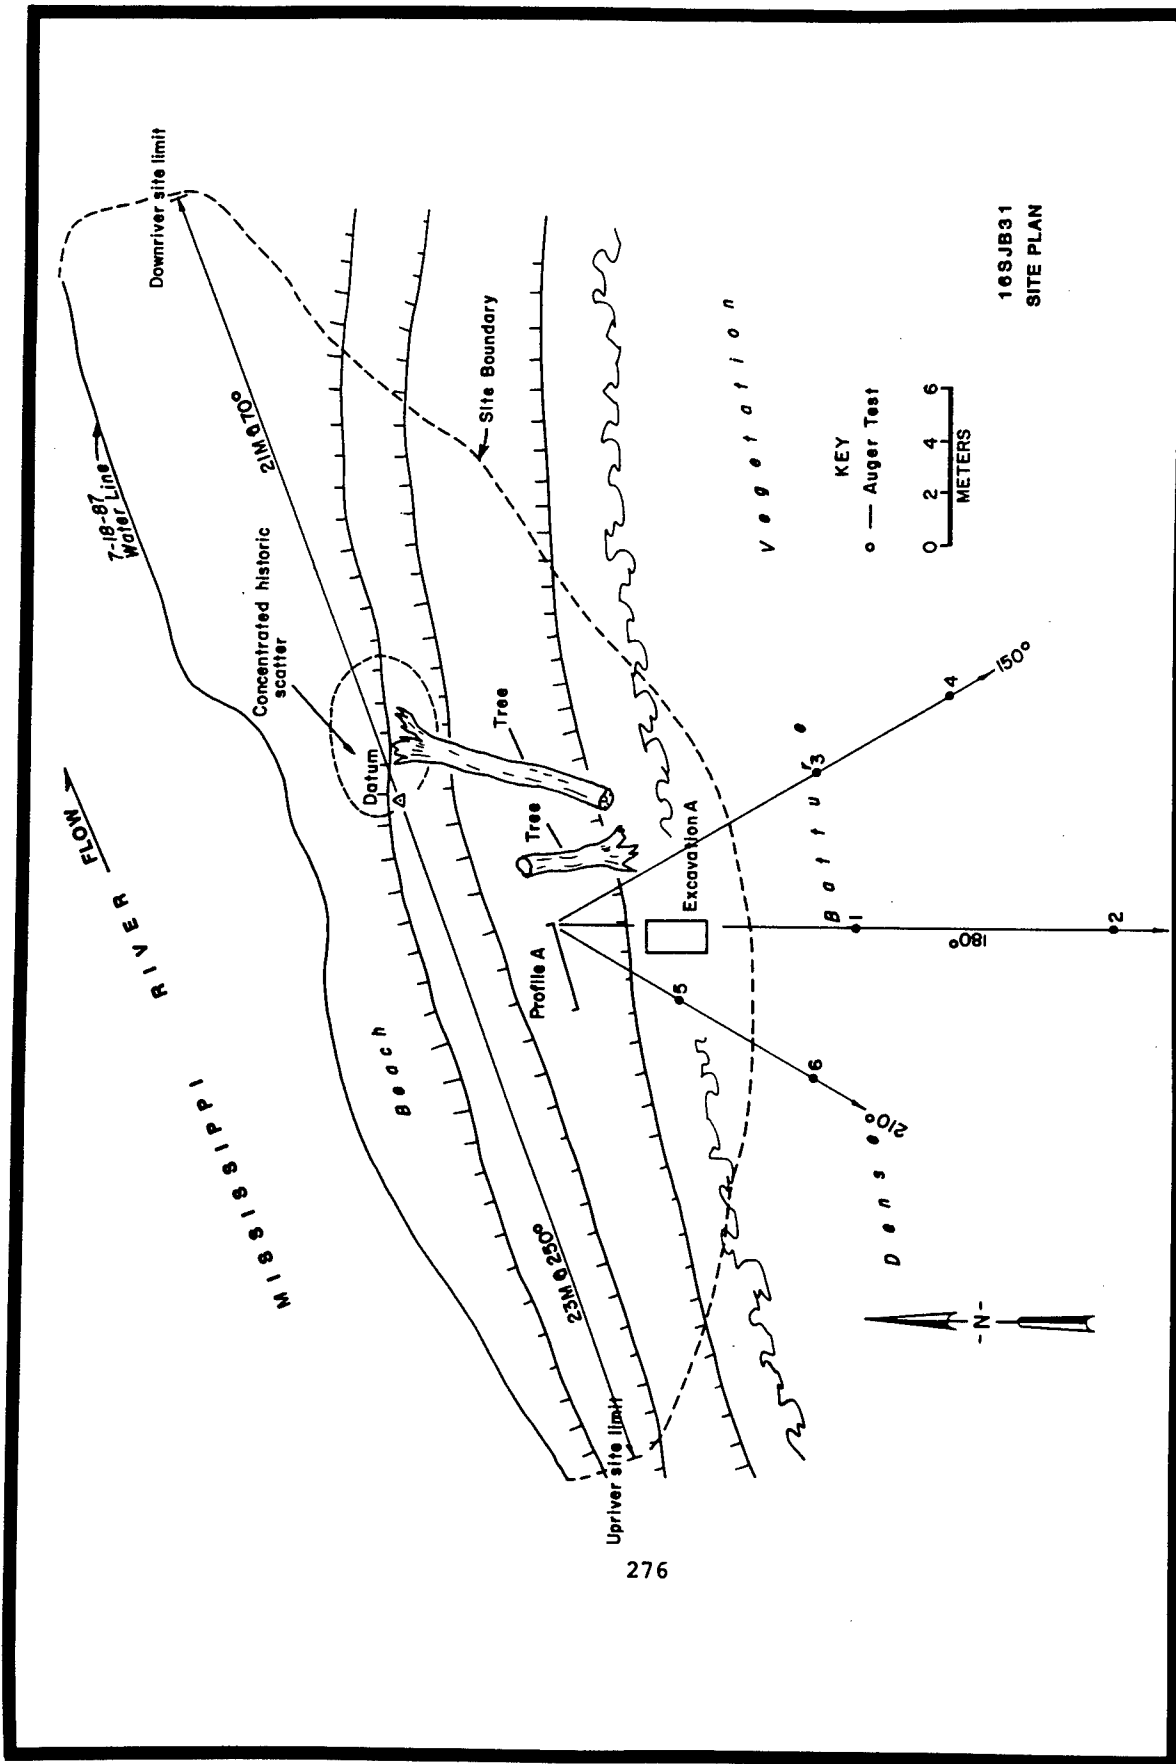 MISSISSIPPI RIVER FLOW
7-18-87
Water Line
Downriver site limit
21M @ 70°
Concentrated historic
scatter
Datum
Beach
23M @ 250°
Upriver site limit
Site Boundary
Tree
Tree
Profile A
Excavation A
5
6
210°
1
180°
2
3
4
150°
Dense Batture Vegetation
-N-
KEY
o — Auger Test
0 2 4 6
METERS
16SJB31
SITE PLAN
276